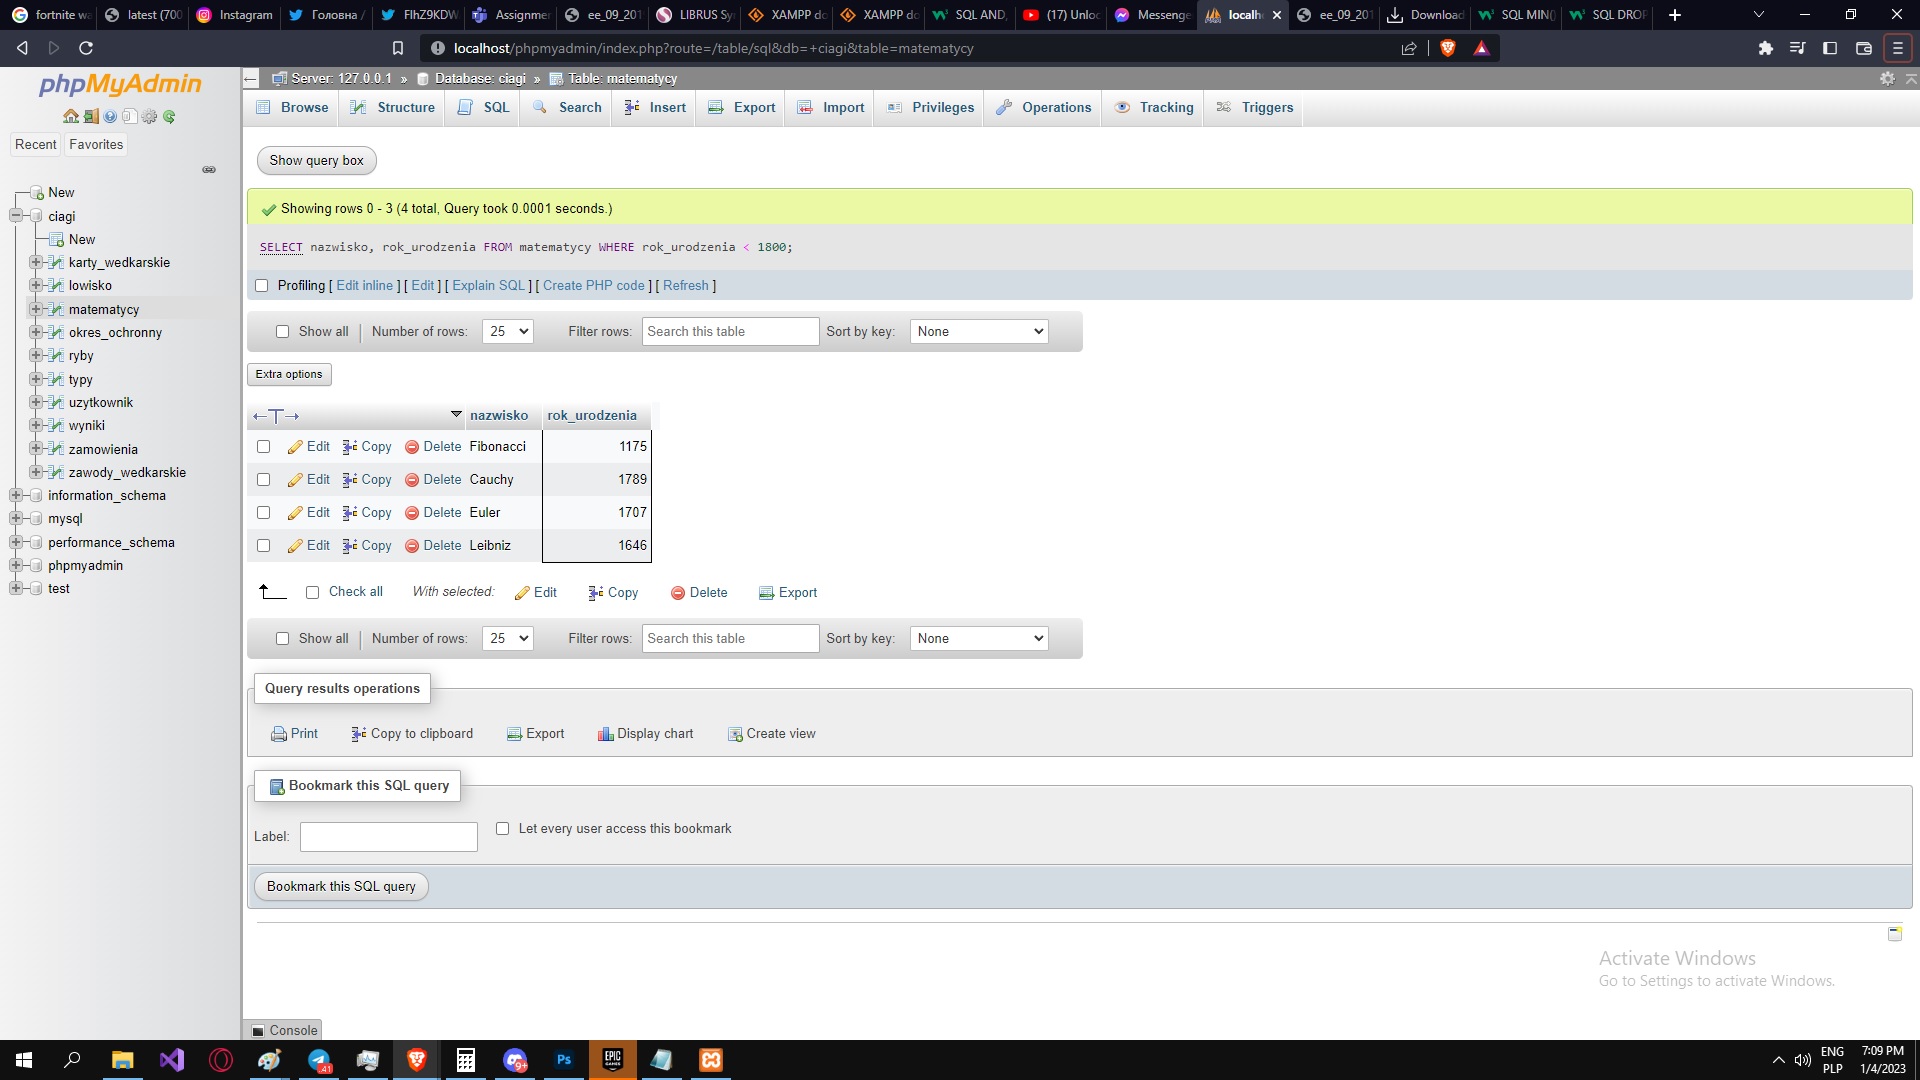 fortnite wa
latest (700
Instagram
Головна /
FlhZ9KDW
Assignmen
ee_09_201
LIBRUS Sy
XAMPP do
XAMPP do
SQL AND,
(17) Unloc
Messenge
localh
ee_09_201
Download
SQL MIN()
SQL DROP
localhost/phpmyadmin/index.php?route=/table/sql&db=+ciagi&table=matematycy
phpMyAdmin
Recent
Favorites
New
ciagi
New
karty_wedkarskie
lowisko
matematycy
okres_ochronny
ryby
typy
uzytkownik
wyniki
zamowienia
zawody_wedkarskie
information_schema
mysql
performance_schema
phpmyadmin
test
Server: 127.0.0.1 » Database: ciagi » Table: matematycy
Browse Structure SQL Search Insert Export Import Privileges Operations Tracking Triggers
Show query box
Showing rows 0 - 3 (4 total, Query took 0.0001 seconds.)
SELECT nazwisko, rok_urodzenia FROM matematycy WHERE rok_urodzenia < 1800;
Profiling [ Edit inline ] [ Edit ] [ Explain SQL ] [ Create PHP code ] [ Refresh ]
Show all | Number of rows: 25 Filter rows: Search this table Sort by key: None
Extra options
←T→ nazwisko rok_urodzenia
Edit Copy Delete Fibonacci 1175
Edit Copy Delete Cauchy 1789
Edit Copy Delete Euler 1707
Edit Copy Delete Leibniz 1646
Check all With selected: Edit Copy Delete Export
Show all | Number of rows: 25 Filter rows: Search this table Sort by key: None
Query results operations
Print Copy to clipboard Export Display chart Create view
Bookmark this SQL query
Label: Let every user access this bookmark
Bookmark this SQL query
Activate Windows
Go to Settings to activate Windows.
Console
41
9+
Ps
EPIC
GAMES
ENG
PLP
7:09 PM
1/4/2023